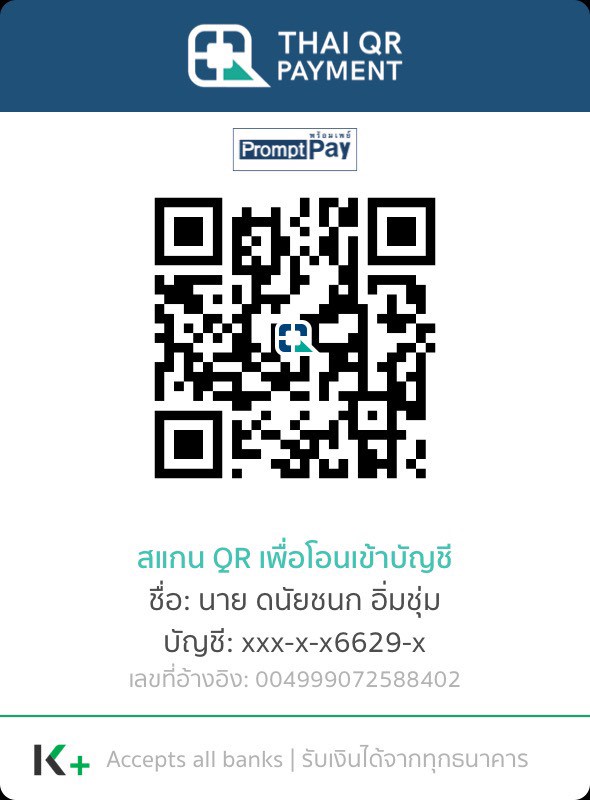 THAI QR
PAYMENT
พร้อมเพย์
PromptPay
สแกน QR เพื่อโอนเข้าบัญชี
ชื่อ: นาย ดนัยชนก อิ่มชุ่ม
บัญชี: xxx-x-x6629-x
เลขที่อ้างอิง: 004999072588402
K+ Accepts all banks | รับเงินได้จากทุกธนาคาร